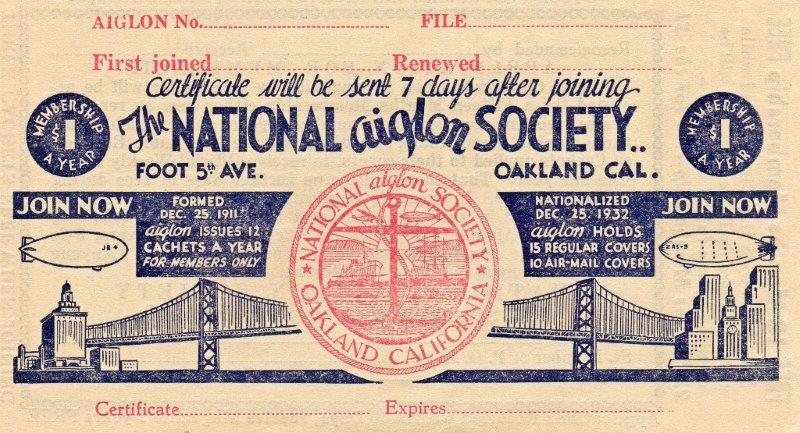 AIGLON No.
FILE
First joined
Renewed
Certificate will be sent 7 days after joining
The NATIONAL aiglon SOCIETY..
FOOT 5th AVE.
OAKLAND CAL.
MEMBERSHIP
$1
A YEAR
MEMBERSHIP
$1
A YEAR
JOIN NOW
FORMED
DEC. 25, 1911.
aiglon ISSUES 12
CACHETS A YEAR
FOR MEMBERS ONLY
NATIONALIZED
DEC. 25, 1932
aiglon HOLDS
15 REGULAR COVERS
10 AIR-MAIL COVERS
JOIN NOW
NATIONAL aiglon SOCIETY
OAKLAND CALIFORNIA
Certificate
Expires